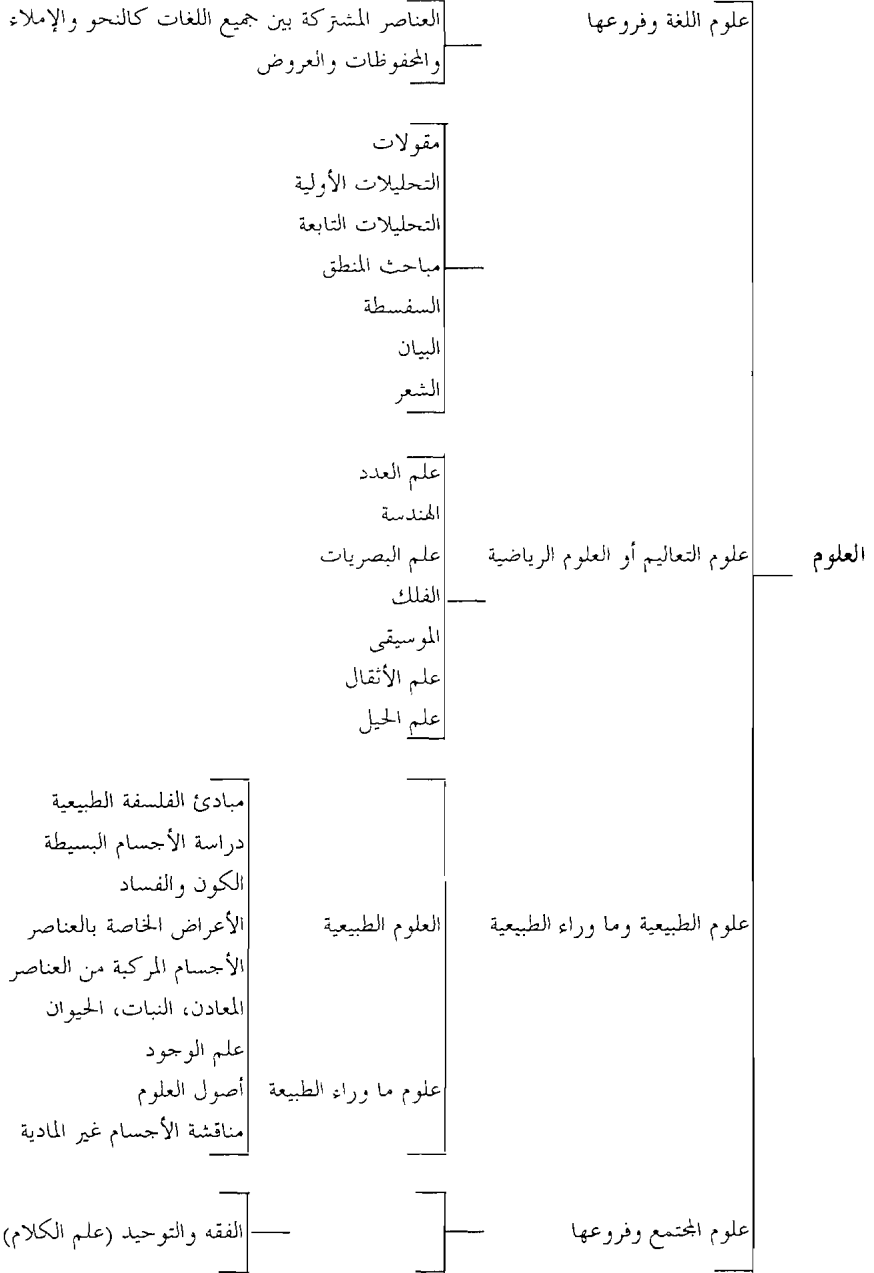 العلوم
علوم اللغة وفروعها
العناصر المشتركة بين جميع اللغات كالنحو والإملاء
والمحفوظات والعروض
مقولات
التحليلات الأولية
التحليلات التابعة
مباحث المنطق
السفسطة
البيان
الشعر
علوم التعاليم أو العلوم الرياضية
علم العدد
الهندسة
علم البصريات
الفلك
الموسيقى
علم الأثقال
علم الحيل
علوم الطبيعية وما وراء الطبيعية
العلوم الطبيعية
مبادئ الفلسفة الطبيعية
دراسة الأجسام البسيطة
الكون والفساد
الأعراض الخاصة بالعناصر
الأجسام المركبة من العناصر
المعادن، النبات، الحيوان
علوم ما وراء الطبيعة
علم الوجود
أصول العلوم
مناقشة الأجسام غير المادية
علوم المجتمع وفروعها
الفقه والتوحيد (علم الكلام)